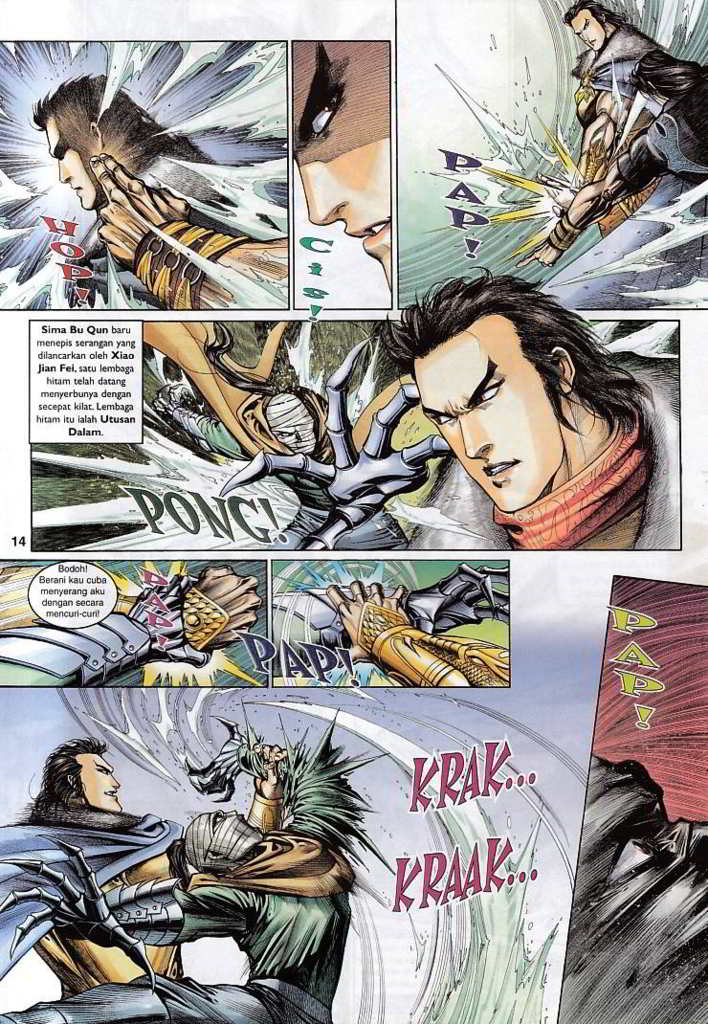 HOP!
Cis!
PAP!
Sima Bu Qun baru
menepis serangan yang
dilancarkan oleh Xiao
Jian Fei, satu lembaga
hitam telah datang
menyerbunya dengan
secepat kilat. Lembaga
hitam itu ialah Utusan
Dalam.
PONG!
14
Bodoh!
Berani kau cuba
menyerang aku
dengan secara
mencuri-curi!
PAP!
PAP!
PAP!
KRAK...
KRAAK...